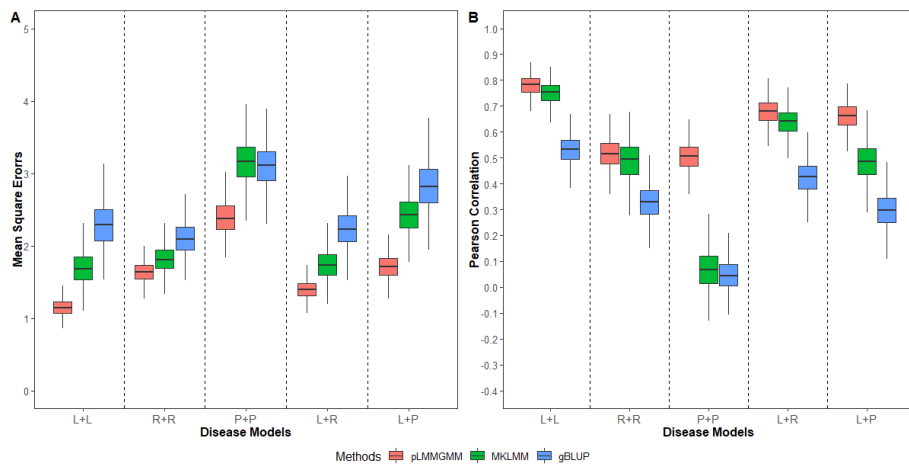 A
Mean Square Erorrs
5
4
3
2
1
0
L+L
R+R
P+P
L+R
L+P
Disease Models
B
Pearson Correlation
1.0
0.9
0.8
0.7
0.6
0.5
0.4
0.3
0.2
0.1
0.0
-0.1
-0.2
-0.3
-0.4
L+L
R+R
P+P
L+R
L+P
Disease Models
Methods pLMMGMM MKLMM gBLUP